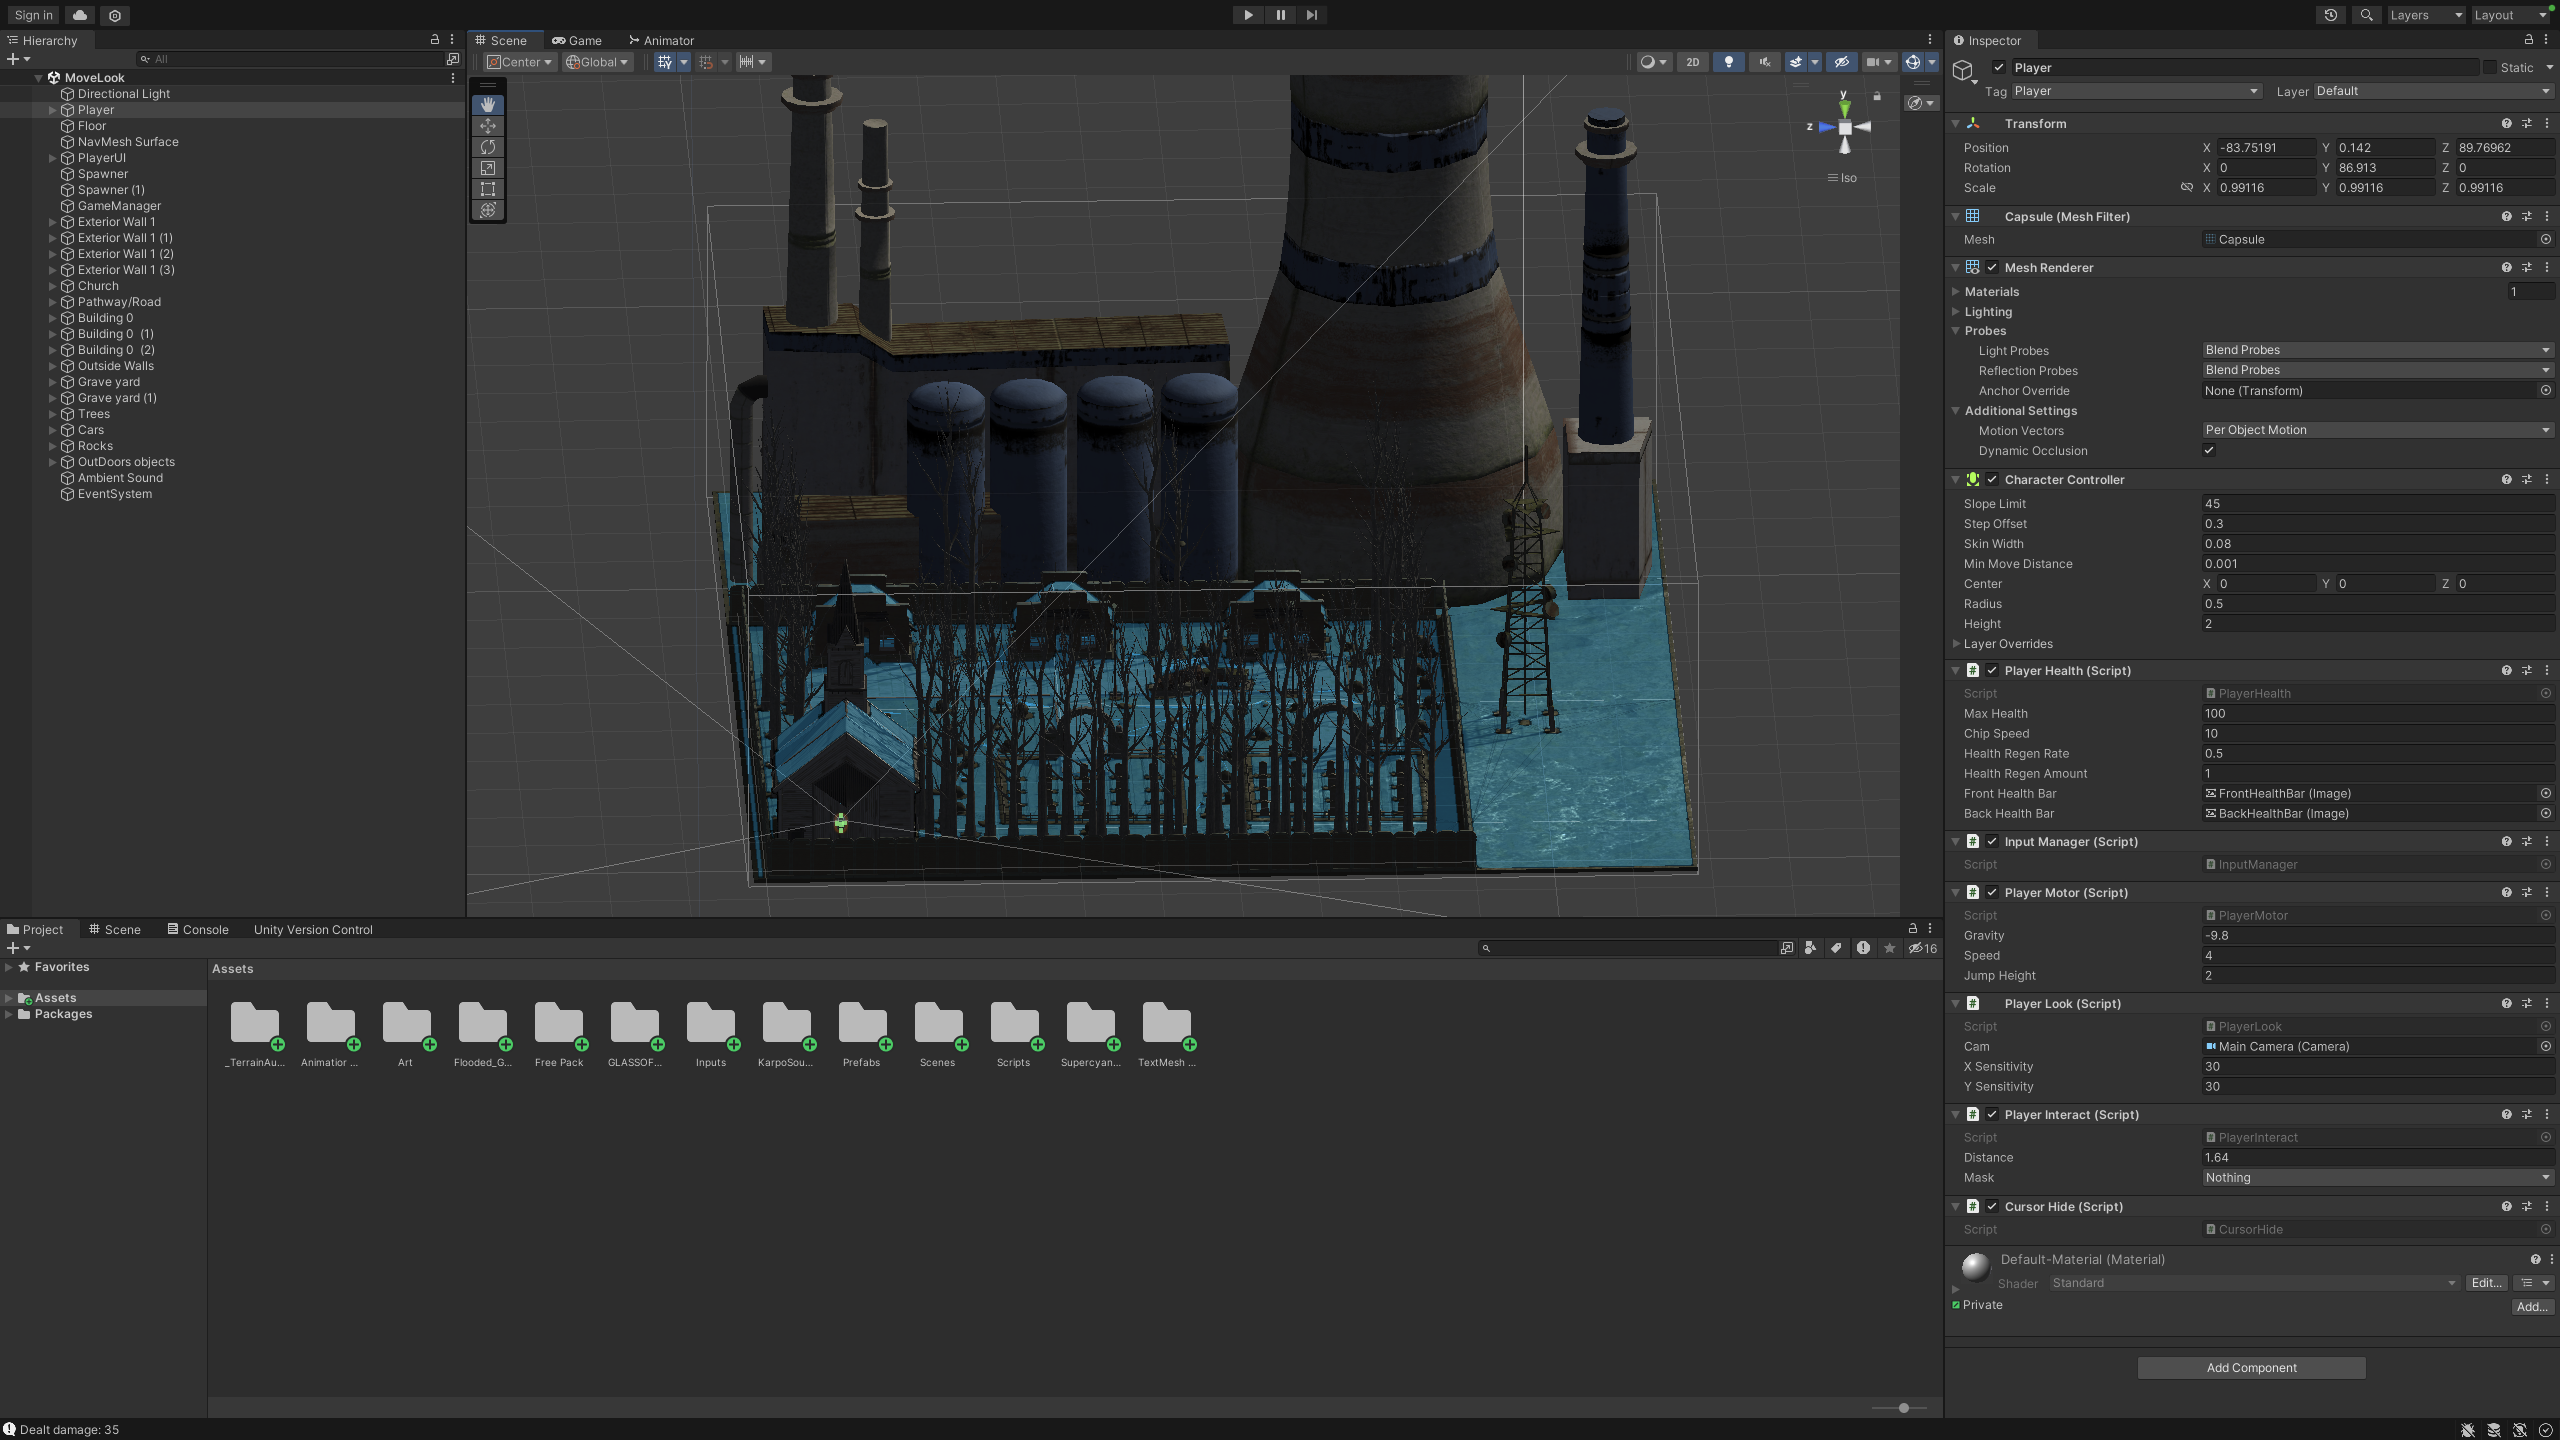 Sign in
Layers
Layout
Hierarchy
All
MoveLook
Directional Light
Player
Floor
NavMesh Surface
PlayerUI
Spawner
Spawner (1)
GameManager
Exterior Wall 1
Exterior Wall 1 (1)
Exterior Wall 1 (2)
Exterior Wall 1 (3)
Church
Pathway/Road
Building 0
Building 0 (1)
Building 0 (2)
Outside Walls
Grave yard
Grave yard (1)
Trees
Cars
Rocks
OutDoors objects
Ambient Sound
EventSystem
Scene
Game
Animator
Center
Global
2D
y
z
Iso
Inspector
Player
Static
Tag Player
Layer Default
Transform
Position X -83.75191 Y 0.142 Z 89.76962
Rotation X 0 Y 86.913 Z 0
Scale X 0.99116 Y 0.99116 Z 0.99116
Capsule (Mesh Filter)
Mesh Capsule
Mesh Renderer
Materials 1
Lighting
Probes
Light Probes Blend Probes
Reflection Probes Blend Probes
Anchor Override None (Transform)
Additional Settings
Motion Vectors Per Object Motion
Dynamic Occlusion
Character Controller
Slope Limit 45
Step Offset 0.3
Skin Width 0.08
Min Move Distance 0.001
Center X 0 Y 0 Z 0
Radius 0.5
Height 2
Layer Overrides
Player Health (Script)
Script PlayerHealth
Max Health 100
Chip Speed 10
Health Regen Rate 0.5
Health Regen Amount 1
Front Health Bar FrontHealthBar (Image)
Back Health Bar BackHealthBar (Image)
Input Manager (Script)
Script InputManager
Player Motor (Script)
Script PlayerMotor
Gravity -9.8
Speed 4
Jump Height 2
Player Look (Script)
Script PlayerLook
Cam Main Camera (Camera)
X Sensitivity 30
Y Sensitivity 30
Player Interact (Script)
Script PlayerInteract
Distance 1.64
Mask Nothing
Cursor Hide (Script)
Script CursorHide
Default-Material (Material)
Shader Standard Edit...
Private
Add...
Add Component
Project
Scene
Console
Unity Version Control
16
Favorites
Assets
Packages
Assets
_TerrainAu...
Animatior ...
Art
Flooded_G...
Free Pack
GLASSOF...
Inputs
KarpoSou...
Prefabs
Scenes
Scripts
Supercyan...
TextMesh ...
Dealt damage: 35